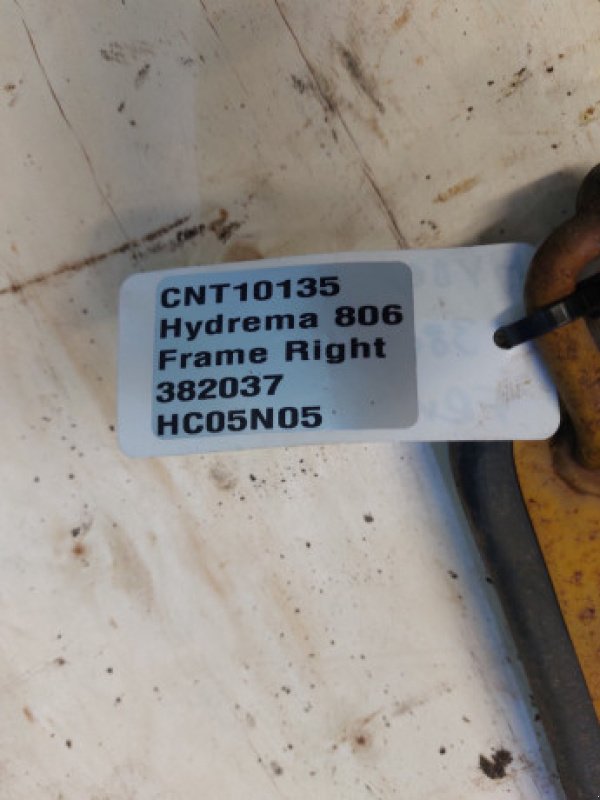 CNT10135
Hydrema 806
Frame Right
382037
HC05N05